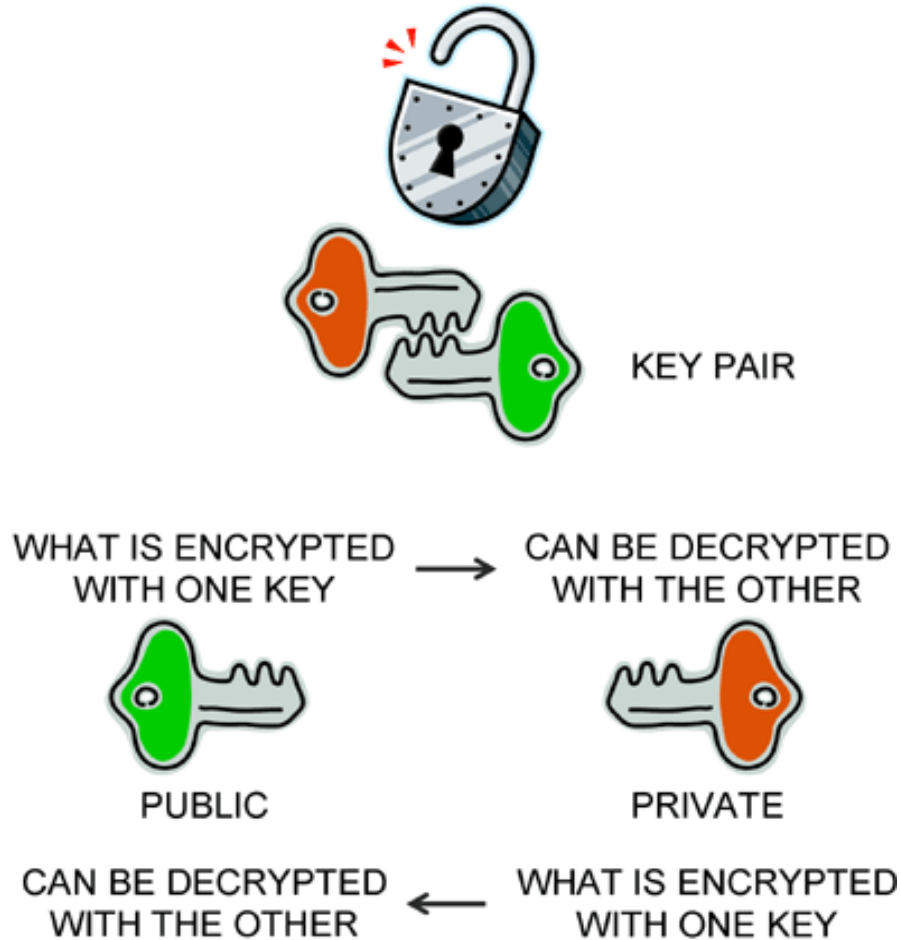 KEY PAIR
WHAT IS ENCRYPTED
WITH ONE KEY
CAN BE DECRYPTED
WITH THE OTHER
PUBLIC
PRIVATE
CAN BE DECRYPTED
WITH THE OTHER
WHAT IS ENCRYPTED
WITH ONE KEY